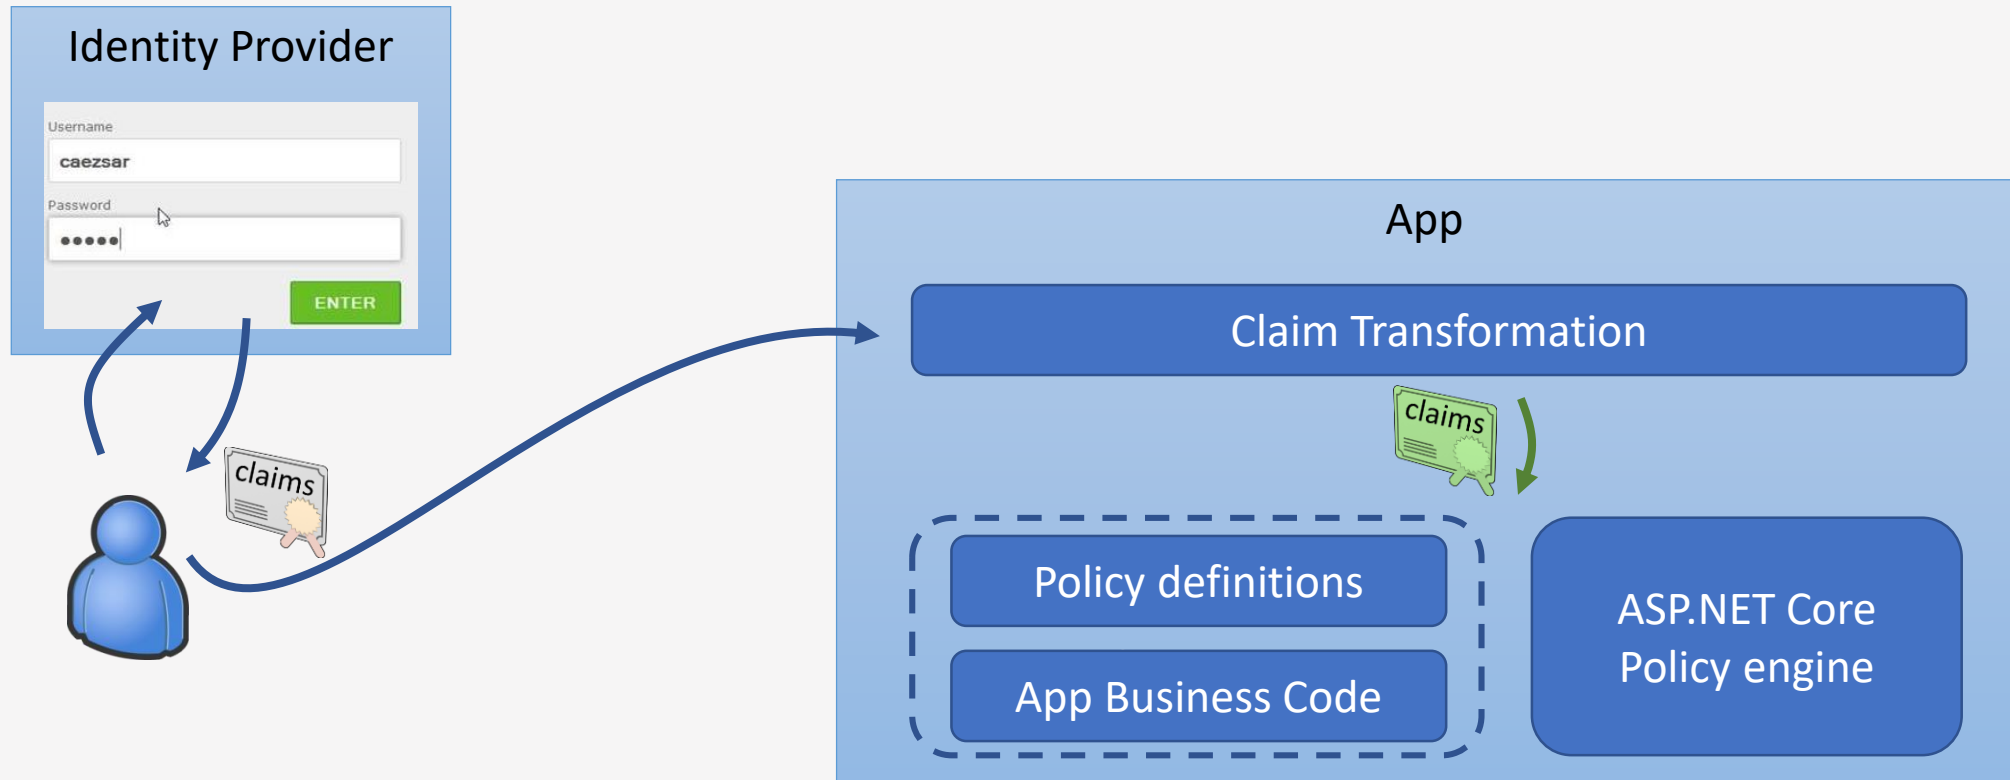 Identity Provider
Username
caezsar
Password
●●●●●
ENTER
claims
App
Claim Transformation
claims
Policy definitions
App Business Code
ASP.NET Core
Policy engine